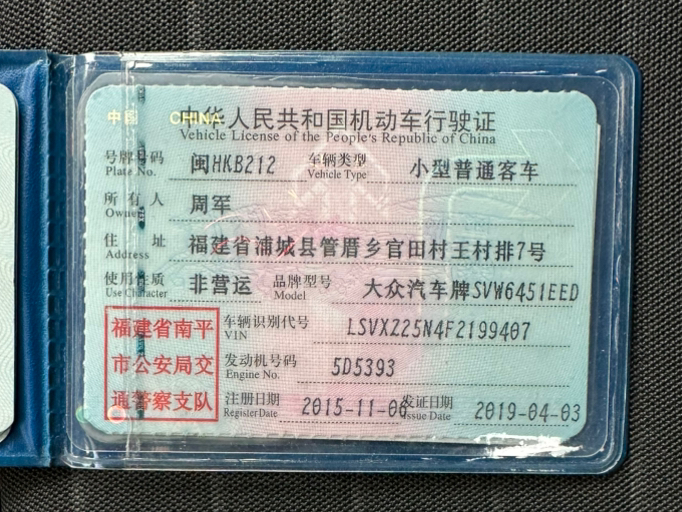 中国 CHINA
中华人民共和国机动车行驶证
Vehicle License of the People's Republic of China
号牌号码 闽HKB212 车辆类型 小型普通客车
Plate No. Vehicle Type
所有人 周军
Owner
住址 福建省浦城县管厝乡官田村王村排7号
Address
使用性质 非营运 品牌型号 大众汽车牌SVW6451EED
Use Character Model
福建省南平
市公安局交
通警察支队
车辆识别代号 LSVXZ25N4F2199407
VIN
发动机号码 5D5393
Engine No.
注册日期 2015-11-06 发证日期 2019-04-03
Register Date Issue Date